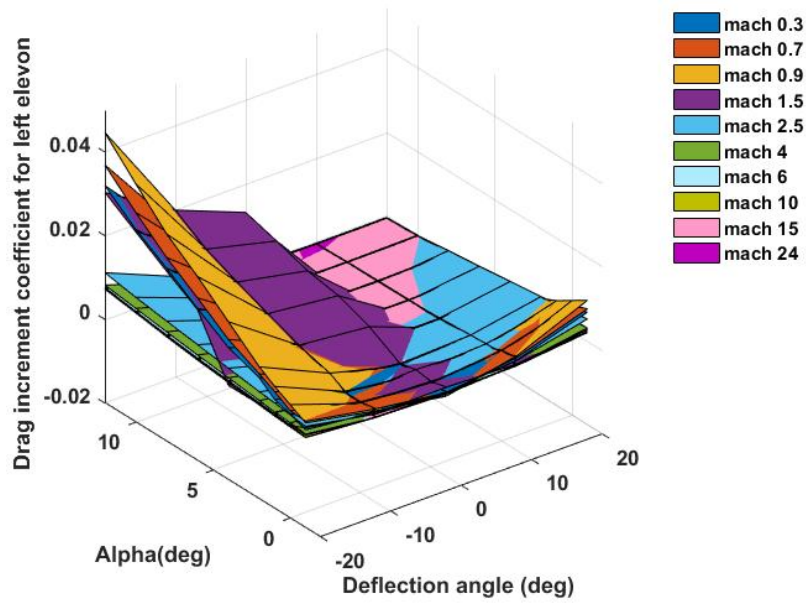 Drag increment coefficient for left elevon
0.04
0.02
0
-0.02
10
5
0
Alpha(deg)
-20
-10
0
10
20
Deflection angle (deg)
mach 0.3
mach 0.7
mach 0.9
mach 1.5
mach 2.5
mach 4
mach 6
mach 10
mach 15
mach 24